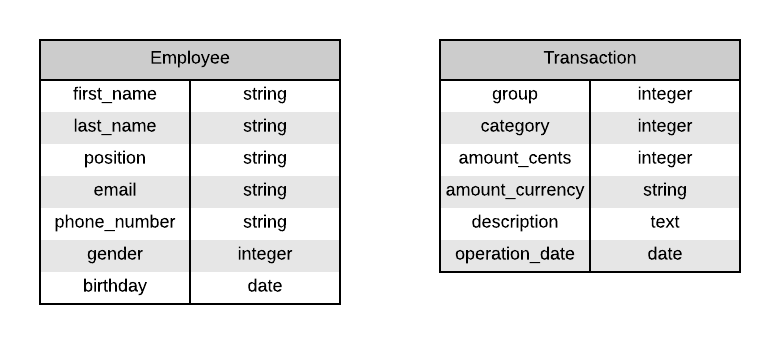 Employee
first_name string
last_name string
position string
email string
phone_number string
gender integer
birthday date
Transaction
group integer
category integer
amount_cents integer
amount_currency string
description text
operation_date date